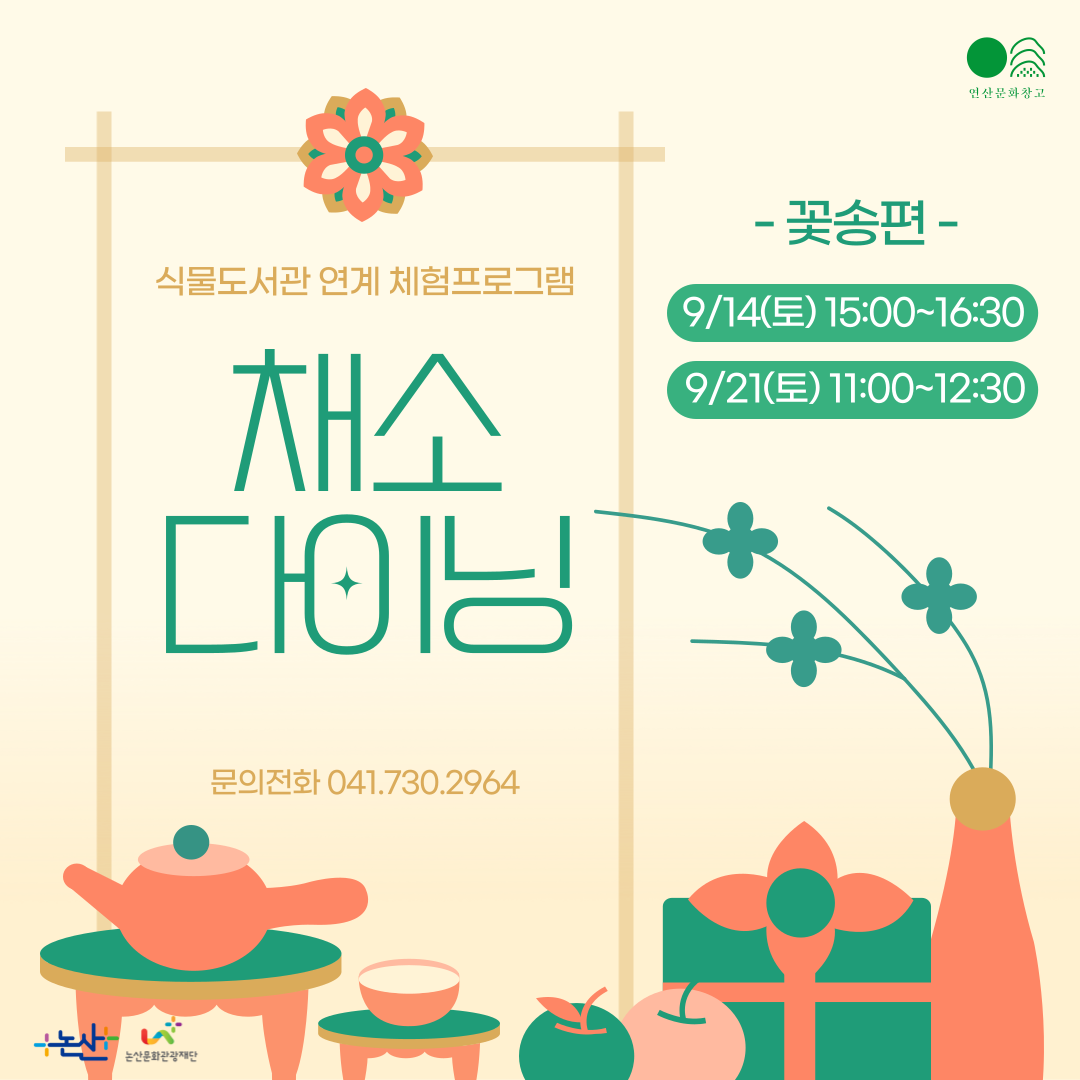 연산문화창고
- 꽃송편 -
식물도서관 연계 체험프로그램
9/14(토) 15:00~16:30
9/21(토) 11:00~12:30
채소
다이닝
문의전화 041.730.2964
논산
논산문화관광재단